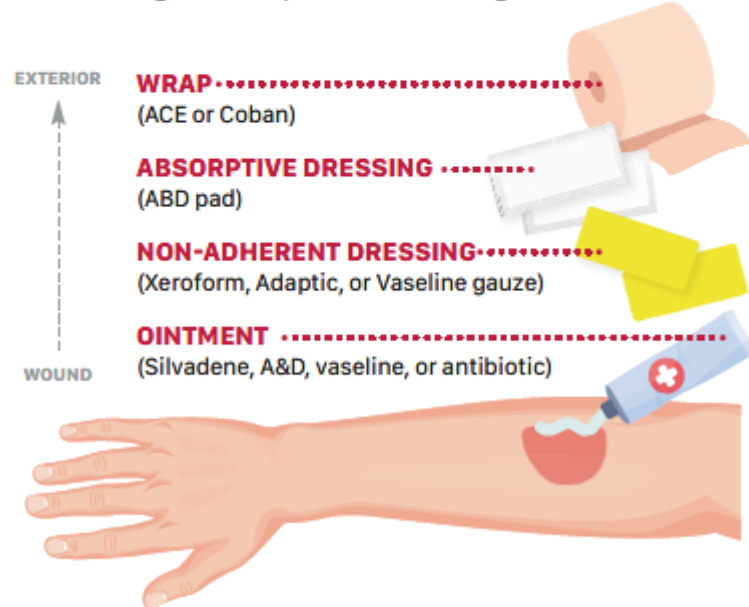 EXTERIOR
WRAP
(ACE or Coban)
ABSORPTIVE DRESSING
(ABD pad)
NON-ADHERENT DRESSING
(Xeroform, Adaptic, or Vaseline gauze)
OINTMENT
(Silvadene, A&D, vaseline, or antibiotic)
WOUND